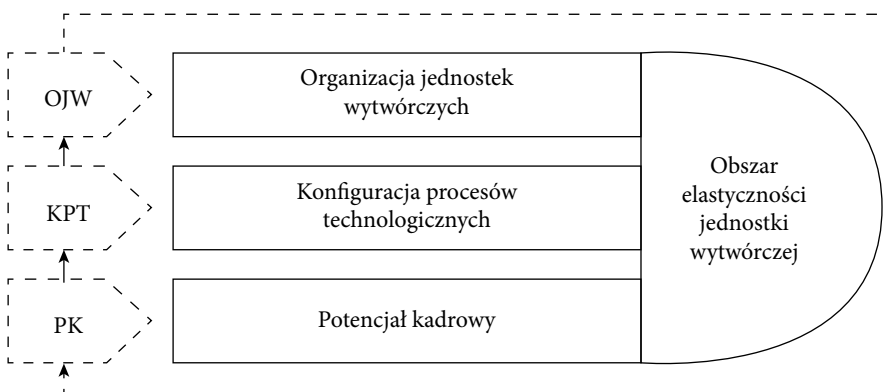 OJW
Organizacja jednostek
wytwórczych
KPT
Konfiguracja procesów
technologicznych
PK
Potencjał kadrowy
Obszar
elastyczności
jednostki
wytwórczej